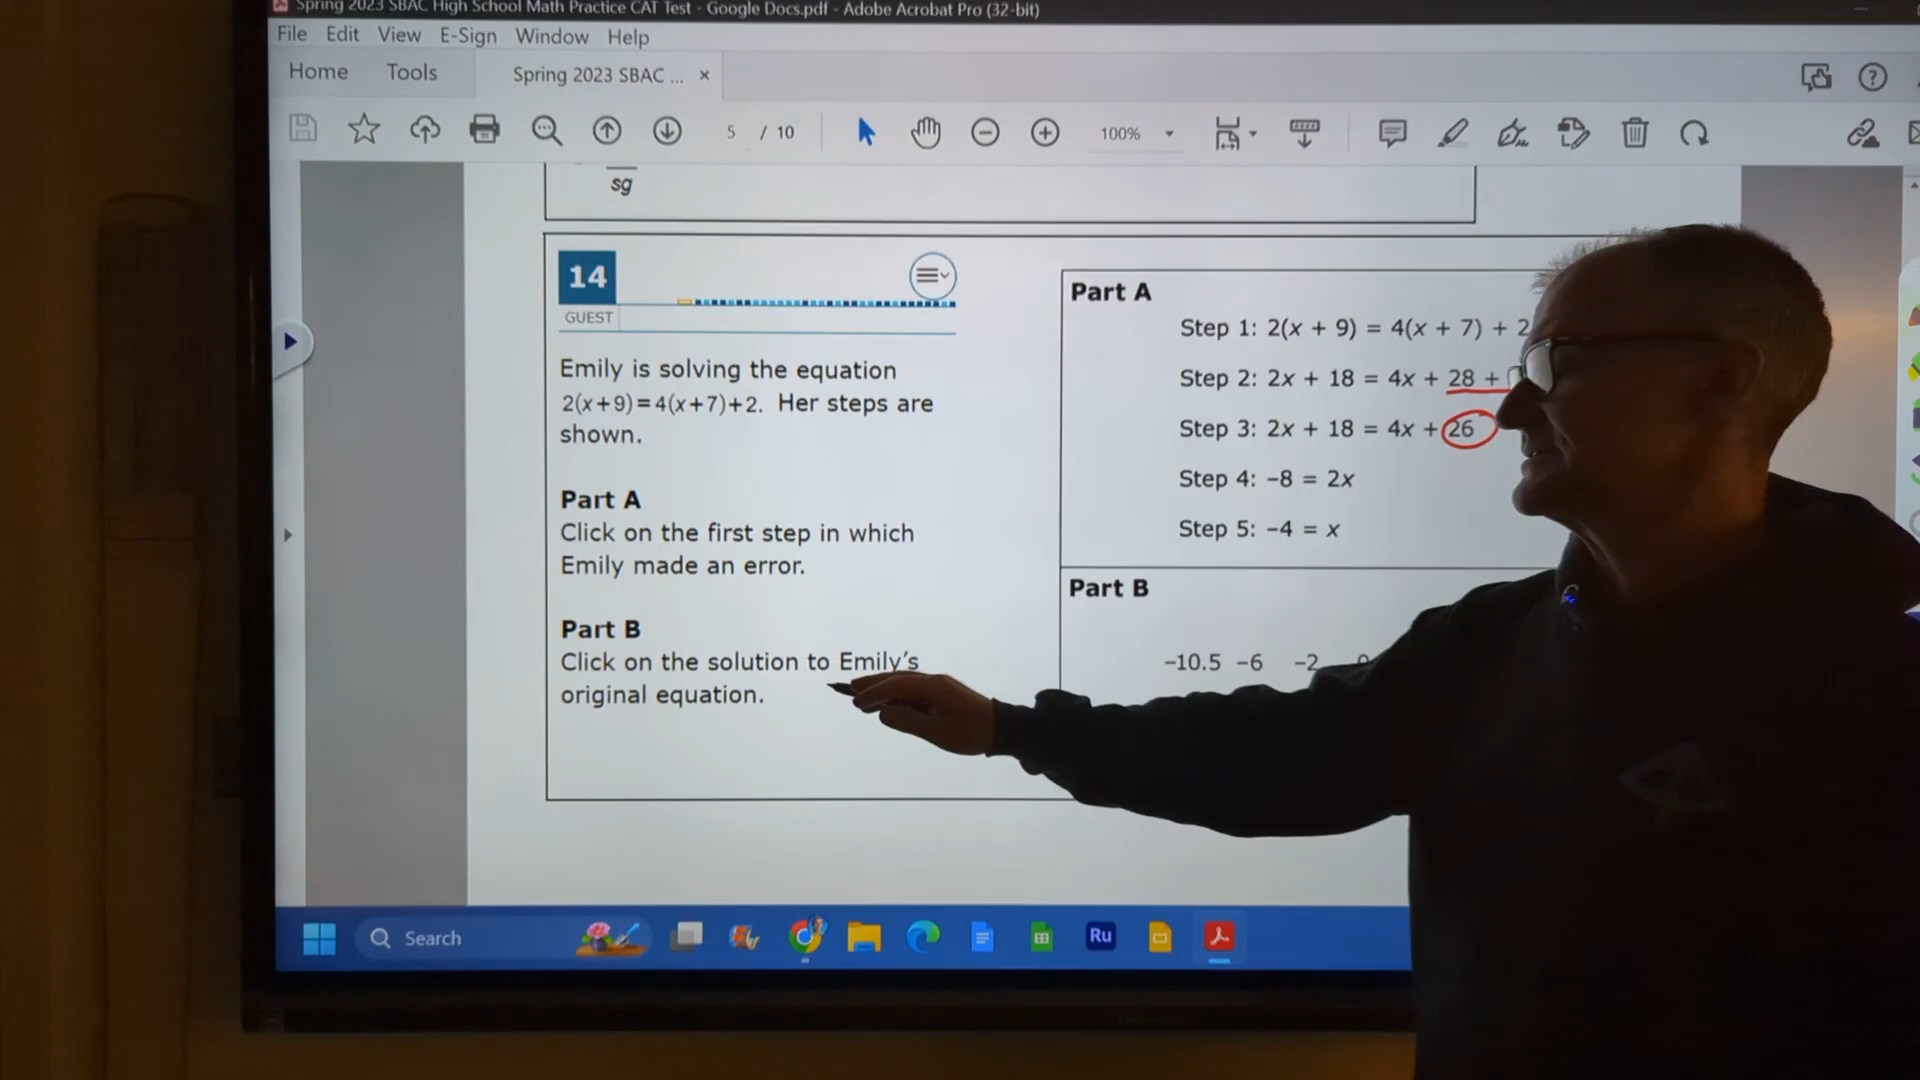 Spring 2023 SBAC High School Math Practice CAT Test - Google Docs.pdf - Adobe Acrobat Pro (32-bit)
File Edit View E-Sign Window Help
Home Tools Spring 2023 SBAC ... ×
5 / 10 100%
sg
14
GUEST
Emily is solving the equation
2(x+9)=4(x+7)+2. Her steps are
shown.
Part A
Click on the first step in which
Emily made an error.
Part B
Click on the solution to Emily's
original equation.
Part A
Step 1: 2(x + 9) = 4(x + 7) + 2
Step 2: 2x + 18 = 4x + 28 +
Step 3: 2x + 18 = 4x + 26
Step 4: −8 = 2x
Step 5: −4 = x
Part B
−10.5 −6 −2
Search
Ru